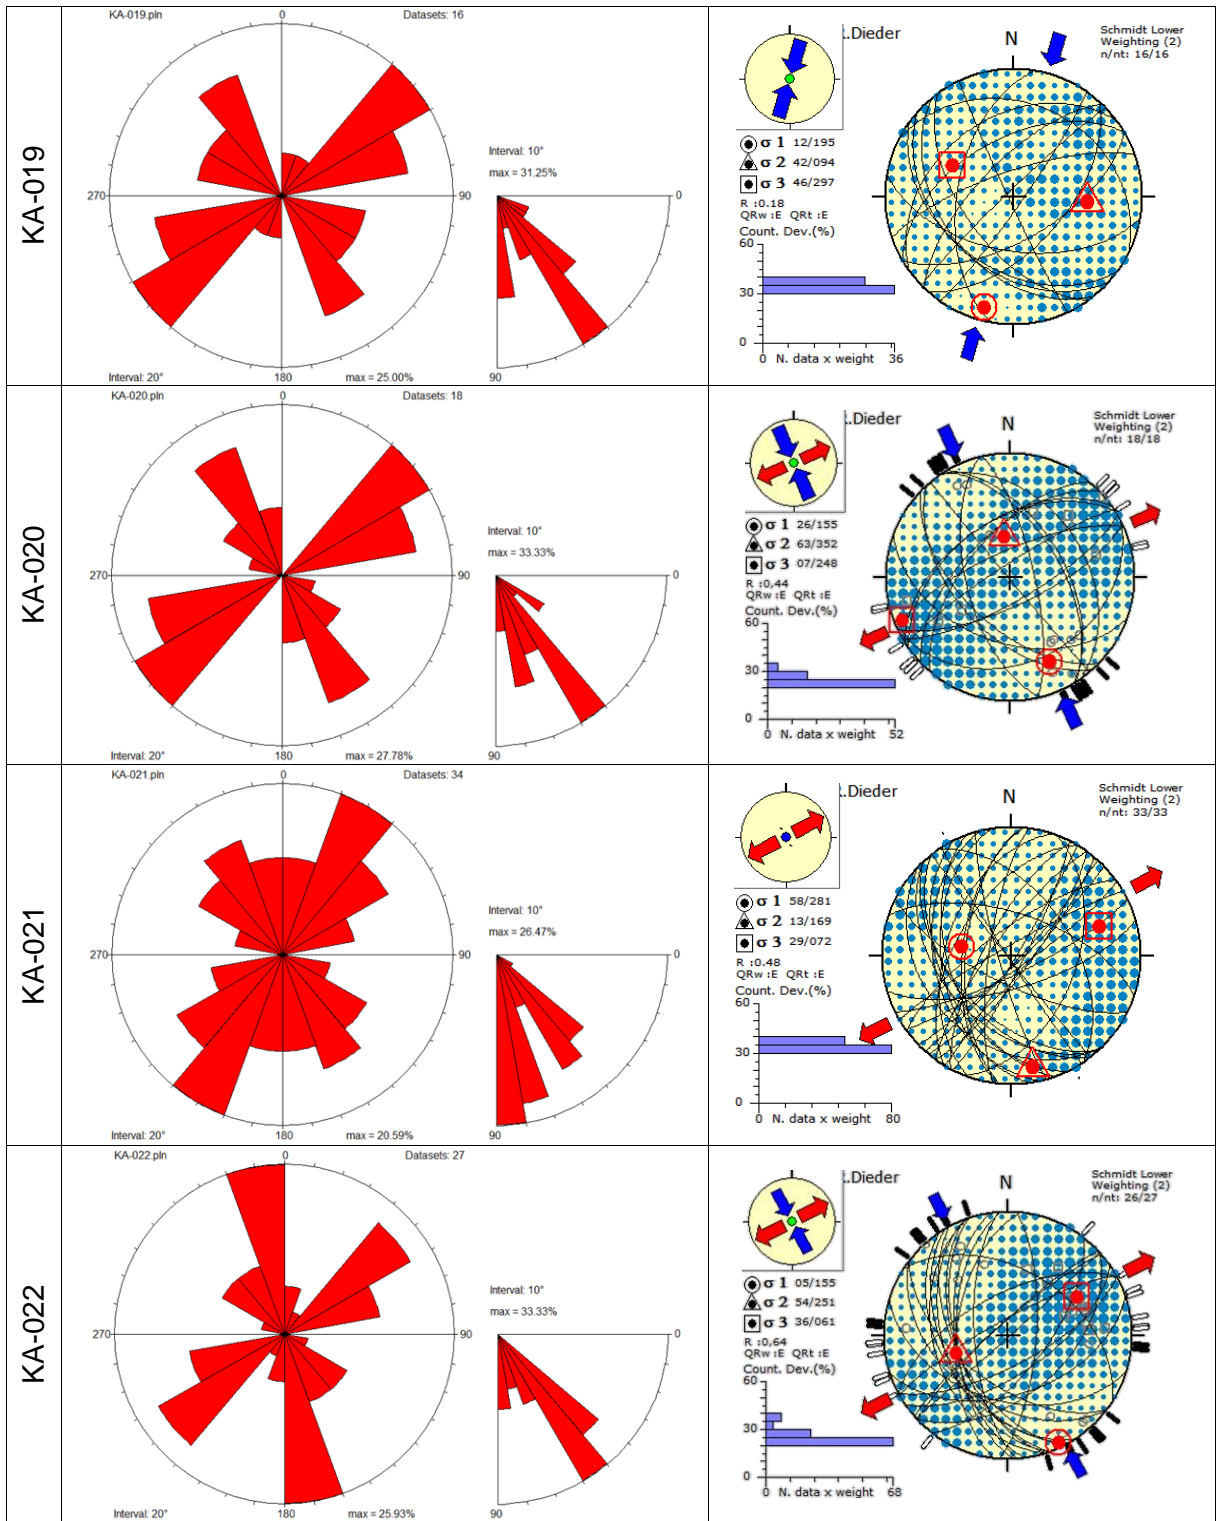 KA-019
KA-019.pln
0
Datasets: 16
270
90
180
Interval: 20°
max = 25.00%
Interval: 10°
max = 31.25%
0
90
R.Dieder
σ 1 12/195
σ 2 42/094
σ 3 46/297
R :0.18
QRw :E QRt :E
Count. Dev.(%)
60
30
0
0 N. data x weight 36
N
Schmidt Lower
Weighting (2)
n/nt: 16/16
KA-020
KA-020.pln
0
Datasets: 18
270
90
180
Interval: 20°
max = 27.78%
Interval: 10°
max = 33.33%
0
90
R.Dieder
σ 1 26/155
σ 2 63/352
σ 3 07/248
R :0,44
QRw :E QRt :E
Count. Dev.(%)
60
30
0
0 N. data x weight 52
N
Schmidt Lower
Weighting (2)
n/nt: 18/18
KA-021
KA-021.pln
0
Datasets: 34
270
90
180
Interval: 20°
max = 20.59%
Interval: 10°
max = 26.47%
0
90
R.Dieder
σ 1 58/281
σ 2 13/169
σ 3 29/072
R :0.48
QRw :E QRt :E
Count. Dev.(%)
60
30
0
0 N. data x weight 80
N
Schmidt Lower
Weighting (2)
n/nt: 33/33
KA-022
KA-022.pln
0
Datasets: 27
270
90
180
Interval: 20°
max = 25.93%
Interval: 10°
max = 33.33%
0
90
R.Dieder
σ 1 05/155
σ 2 54/251
σ 3 36/061
R :0,64
QRw :E QRt :E
Count. Dev.(%)
60
30
0
0 N. data x weight 68
N
Schmidt Lower
Weighting (2)
n/nt: 26/27